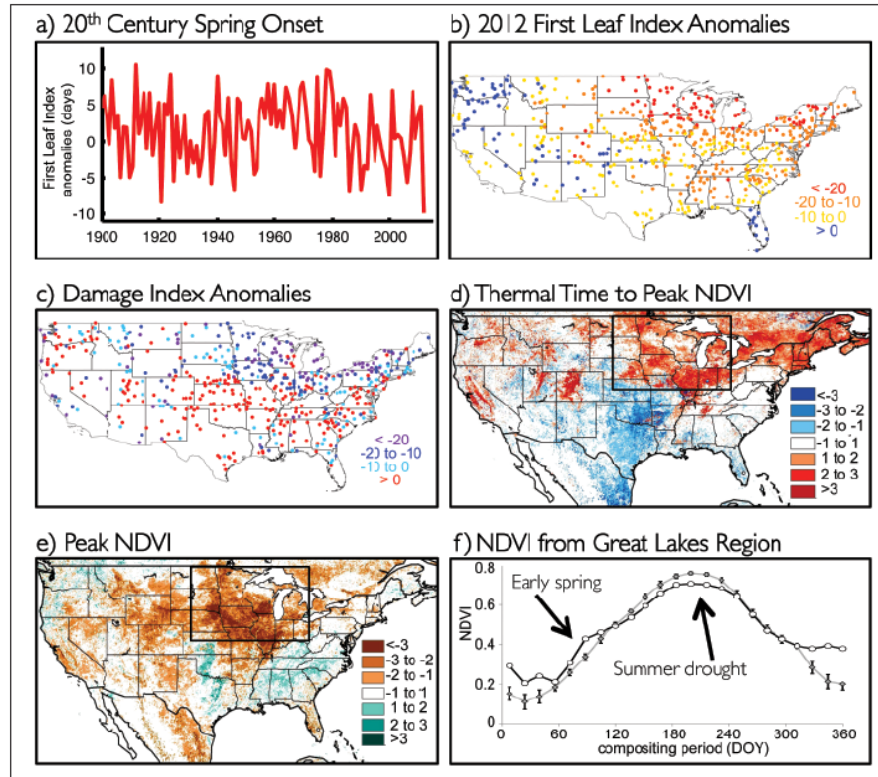 a) 20th Century Spring Onset
First Leaf Index
anomalies (days)
10
5
0
-5
-10
1900
1920
1940
1960
1980
2000
b) 2012 First Leaf Index Anomalies
< -20
-20 to -10
-10 to 0
> 0
c) Damage Index Anomalies
< -20
-20 to -10
-10 to 0
> 0
d) Thermal Time to Peak NDVI
<-3
-3 to -2
-2 to -1
-1 to 1
1 to 2
2 to 3
>3
e) Peak NDVI
<-3
-3 to -2
-2 to -1
-1 to 1
1 to 2
2 to 3
>3
f) NDVI from Great Lakes Region
NDVI
0.8
0.6
0.4
0.2
0
Early spring
Summer drought
0
60
120
180
240
300
360
compositing period (DOY)